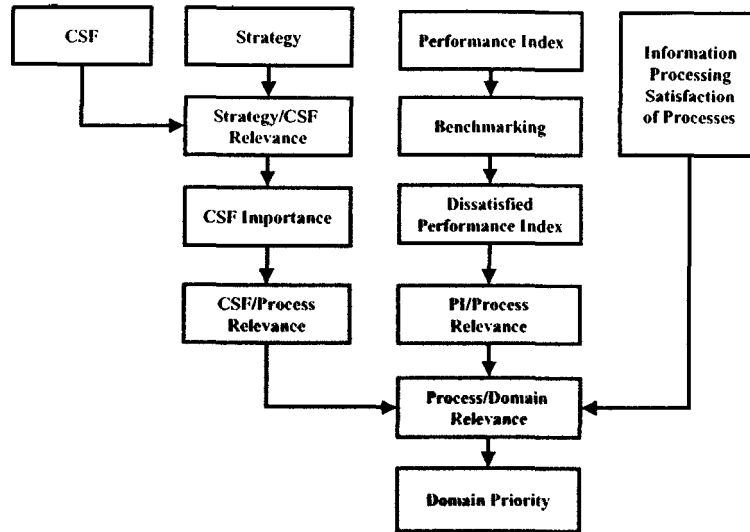 CSF
Strategy
Performance Index
Information
Processing
Satisfaction
of Processes
Strategy/CSF
Relevance
Benchmarking
CSF Importance
Dissatisfied
Performance Index
CSF/Process
Relevance
PI/Process
Relevance
Process/Domain
Relevance
Domain Priority